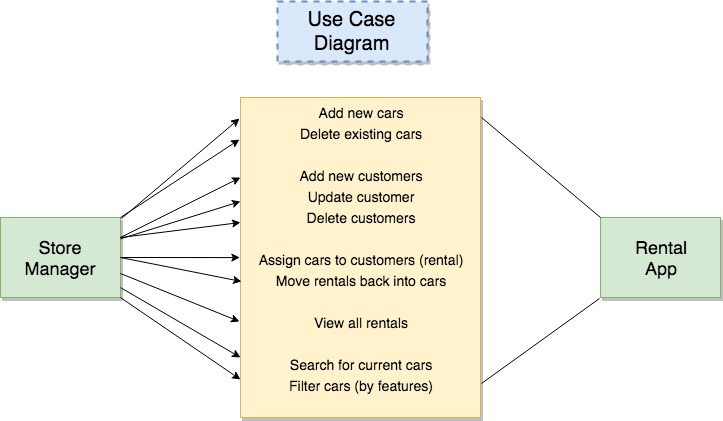 Use Case
Diagram
Add new cars
Delete existing cars
Add new customers
Update customer
Delete customers
Store
Manager
Assign cars to customers (rental)
Move rentals back into cars
Rental
App
View all rentals
Search for current cars
Filter cars (by features)